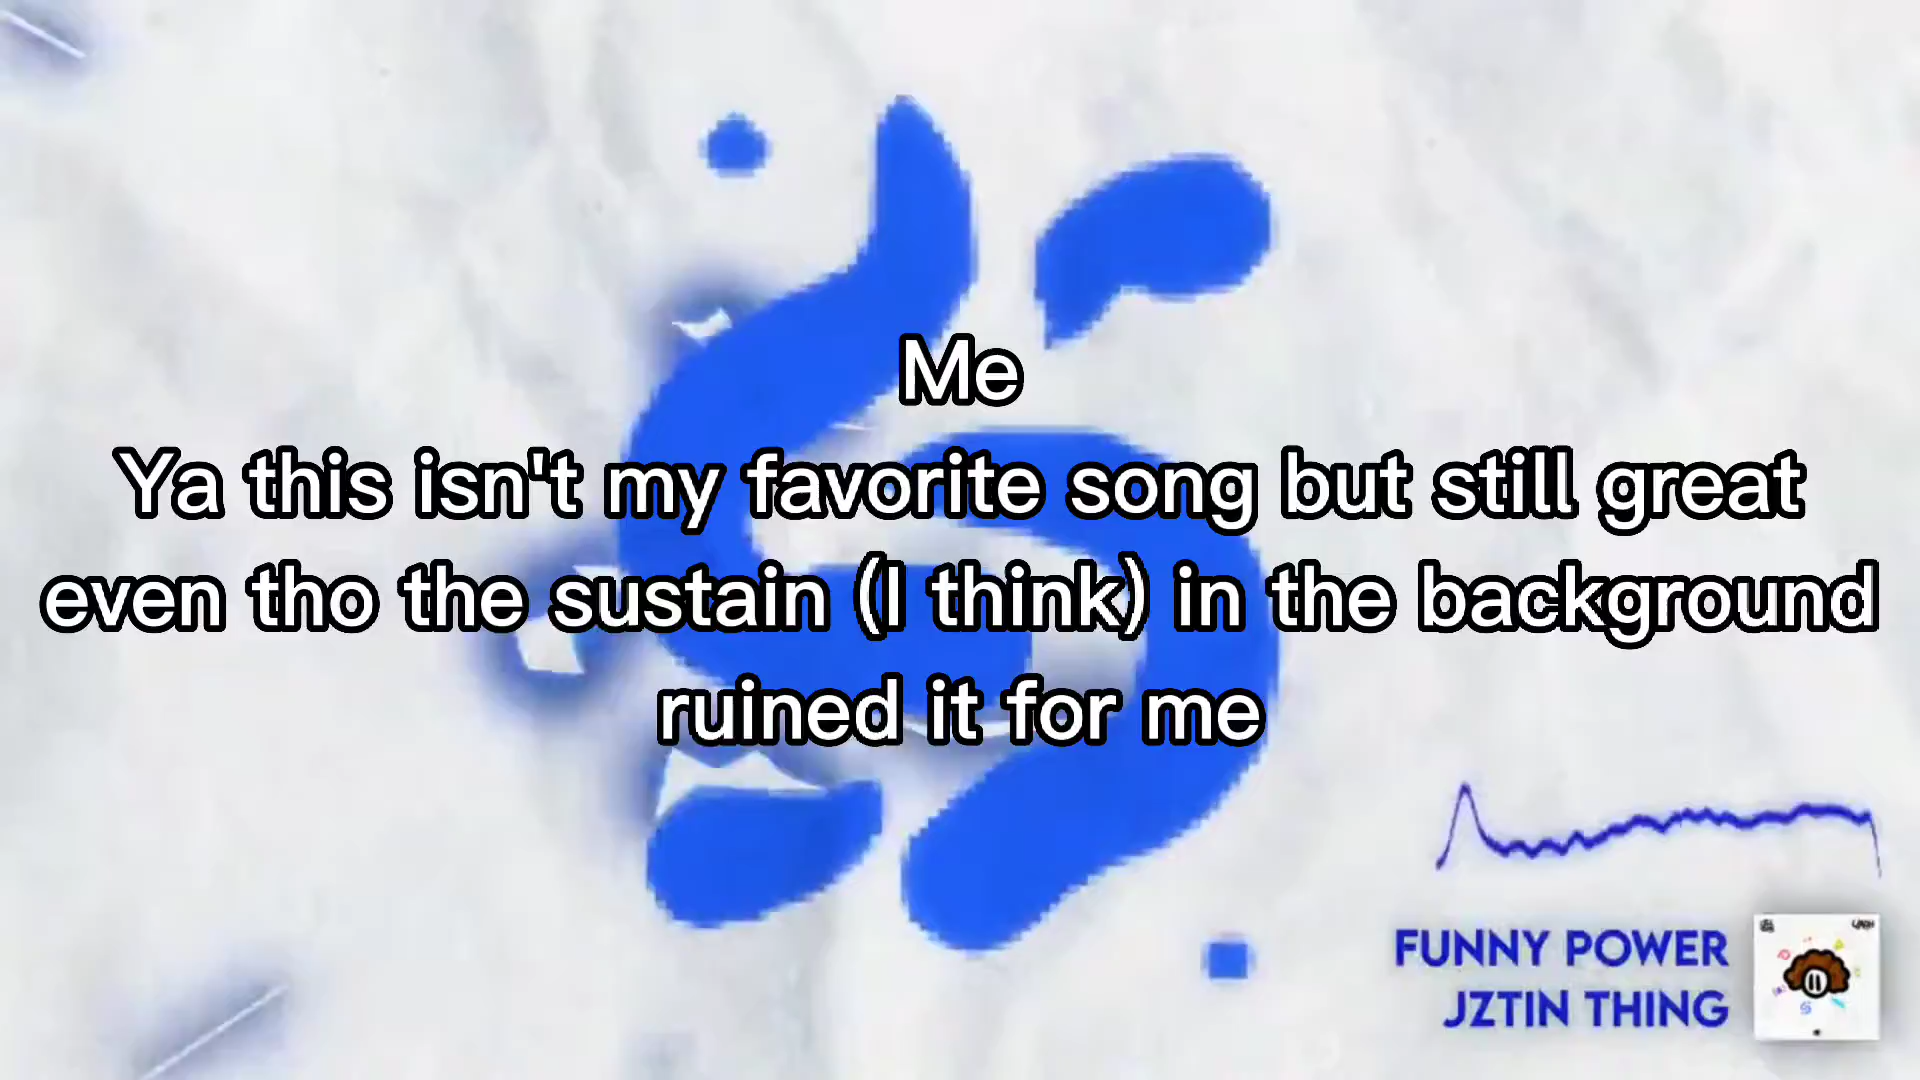 Me
Ya this isn't my favorite song but still great
even tho the sustain (I think) in the background
ruined it for me
FUNNY POWER
JZTIN THING